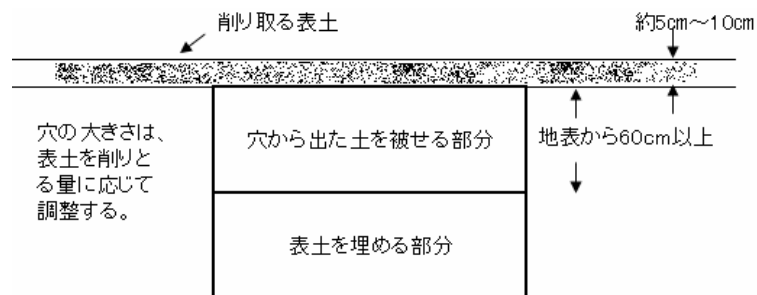 削り取る表土
約5cm～10cm
穴の大きさは、
表土を削りと
る量に応じて
調整する。
穴から出た土を被せる部分
地表から60cm以上
表土を埋める部分